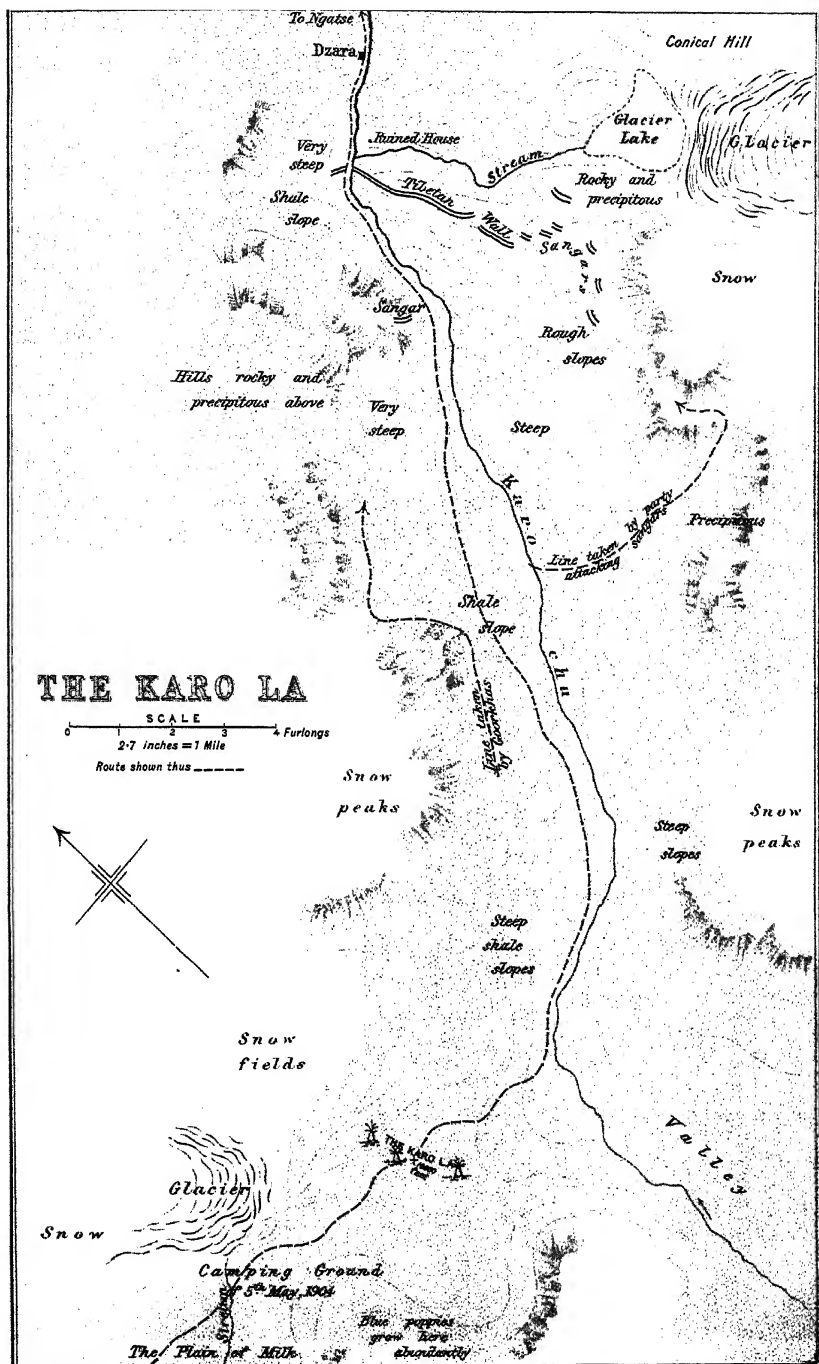 To Ngatse
Dzara
Conical Hill
Ruined House
Glacier
Lake
Glacier
Very
steep
Stream
Rocky and
precipitous
Tibetan
Wall
Shale
slope
Sangars
Snow
Sangar
Rough
slopes
Hills rocky and
precipitous above
Very
steep
Steep
Karo chu
Line taken by party
attacking sangars
Precipitous
Shale
slope
THE KARO LA
SCALE
0 1 2 3 4 Furlongs
2·7 inches = 1 Mile
Route shown thus
Line taken
by Goorkhas
Snow
peaks
Snow
peaks
Steep
slopes
Steep
shale
slopes
Snow
fields
THE KARO LA
Valley
Glacier
Snow
Camping Ground
of 5th May, 1904
Stream
Blue poppies
grow here
abundantly
The Plain of Milk